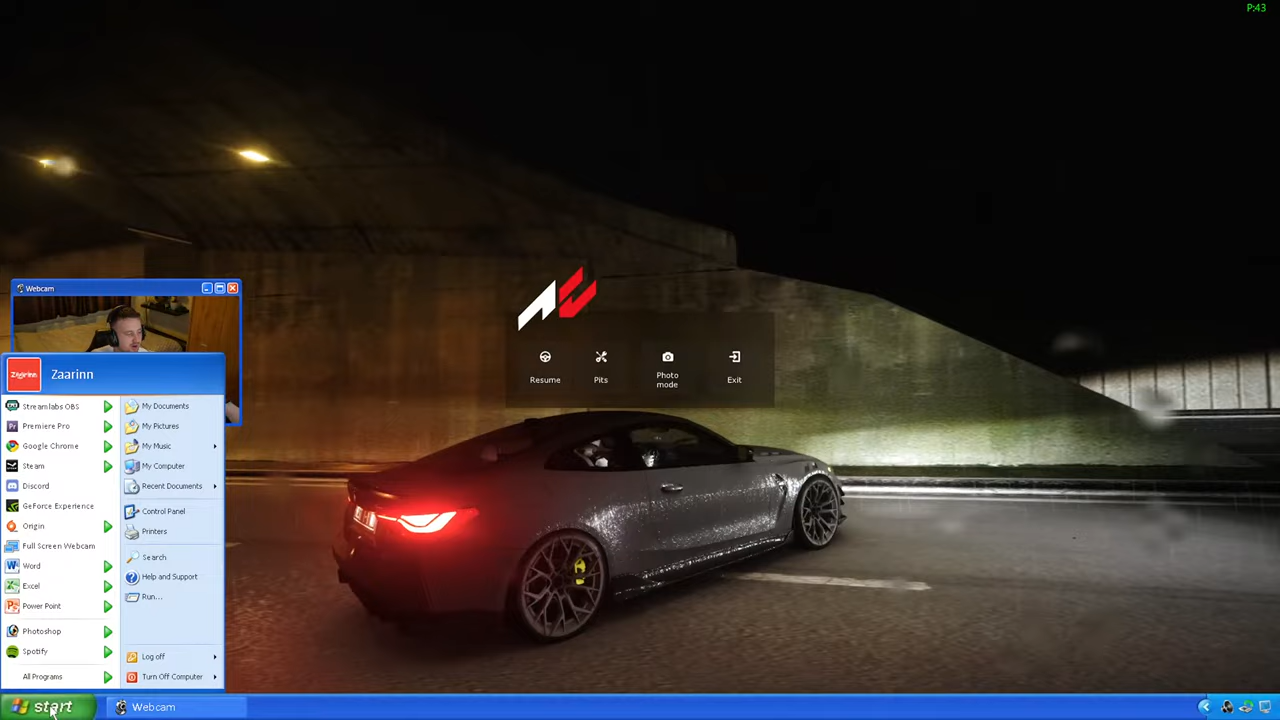 P:43
Webcam
Resume
Pits
Photo
mode
Exit
Zaarinn
Zaarinn
Streamlabs OBS
Premiere Pro
Google Chrome
Steam
Discord
GeForce Experience
Origin
Full Screen Webcam
Word
Excel
Power Point
Photoshop
Spotify
All Programs
My Documents
My Pictures
My Music
My Computer
Recent Documents
Control Panel
Printers
Search
Help and Support
Run...
Log off
Turn Off Computer
start
Webcam